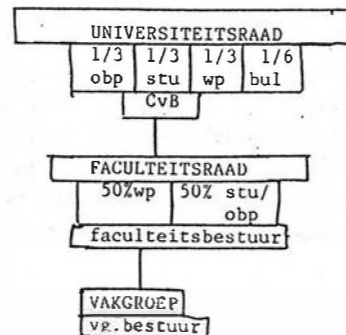 UNIVERSITEITSRAAD
1/3 1/3 1/3 1/6
obp stu wp bul
CvB
FACULTEITSRAAD
50%wp 50% stu/
obp
faculteitsbestuur
VAKGROEP
vg.bestuur